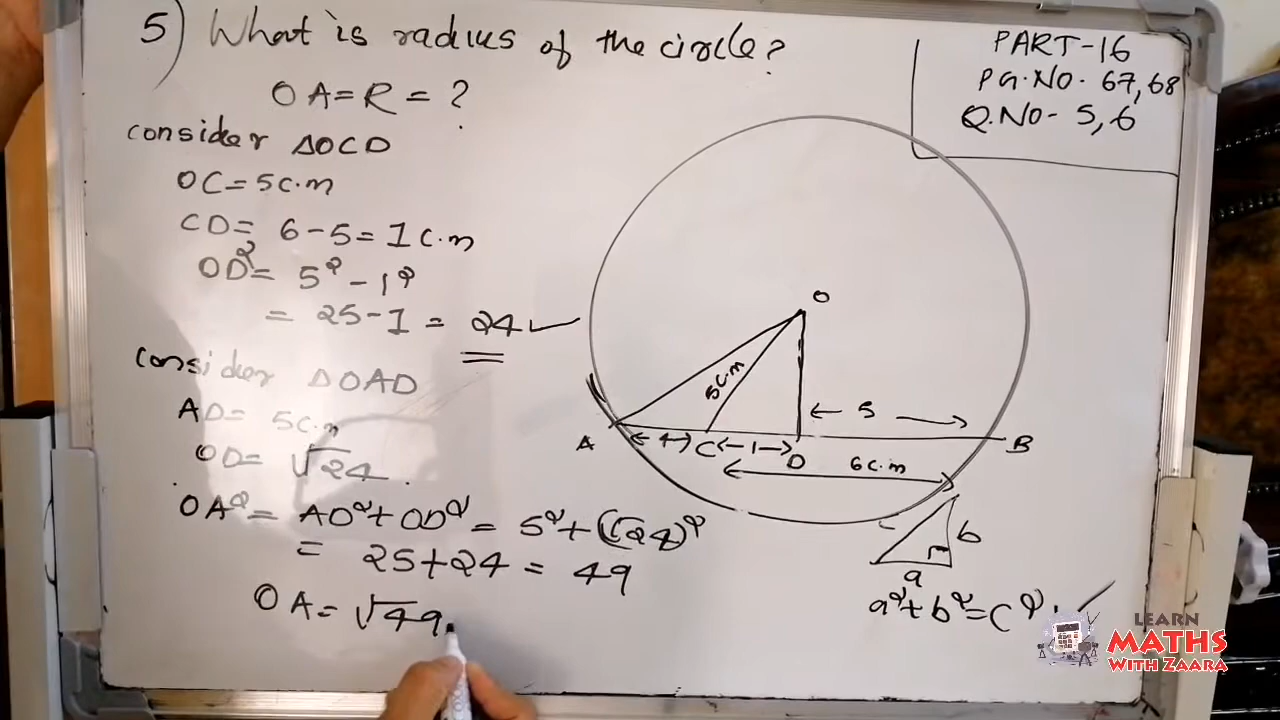 5) What is radius of the circle?
OA=R= ?
consider ΔOCD
OC=5c.m
CD= 6-5=1c.m
OD²= 5²-1²
= 25-1 = 24 ✓
consider ΔOAD
AD= 5c.m
OD= √24
OA² = AD²+OD² = 5²+(√24)²
= 25+24 = 49
OA= √49
PART-16
PG.NO- 67,68
Q.NO- 5,6
O
5c.m
5
A
4
C
1
D
B
6c.m
b
a
a²+b²=c²
LEARN
MATHS
WITH ZAARA